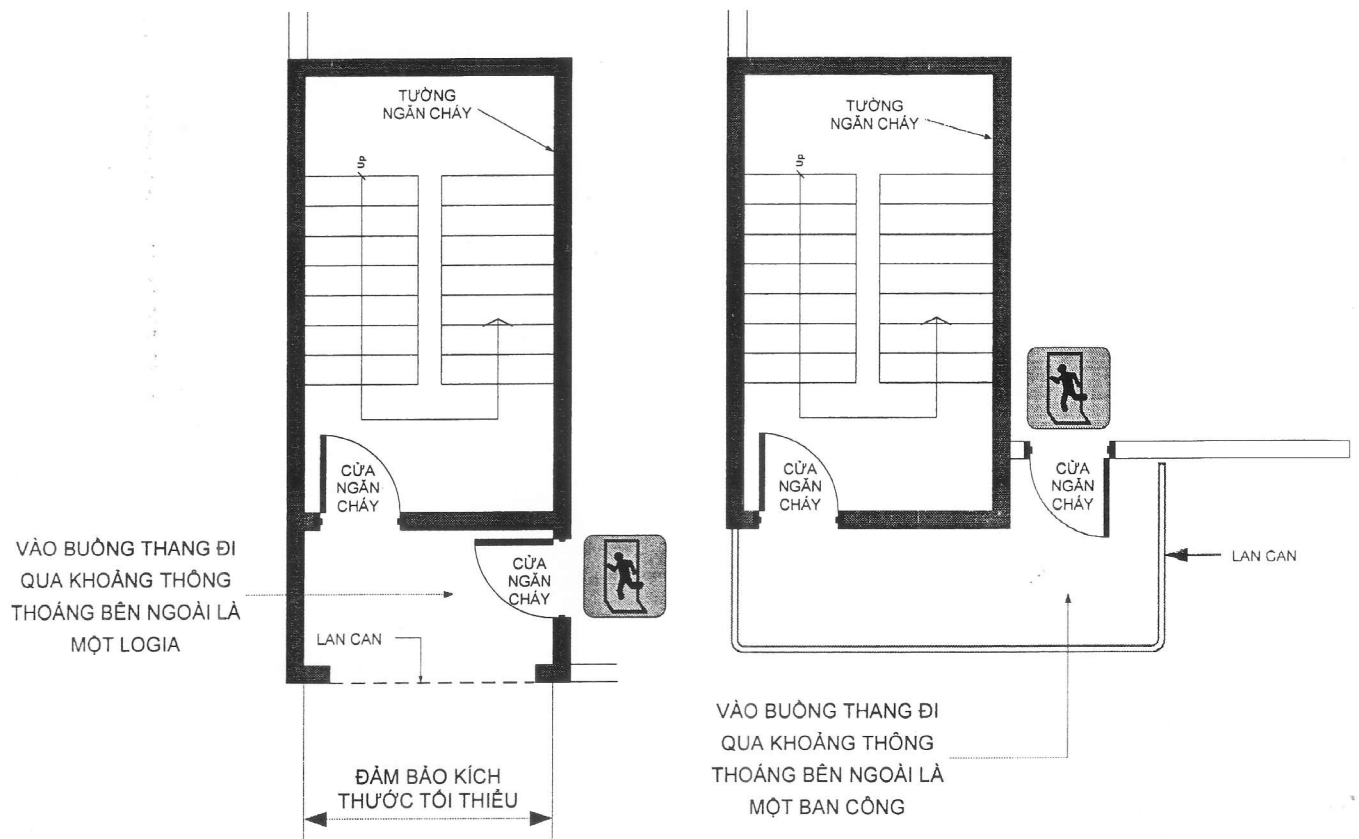 TƯỜNG
NGĂN CHÁY
Up
CỬA
NGĂN
CHÁY
CỬA
NGĂN
CHÁY
VÀO BUỒNG THANG ĐI
QUA KHOẢNG THÔNG
THOÁNG BÊN NGOÀI LÀ
MỘT LOGIA
LAN CAN
ĐẢM BẢO KÍCH
THƯỚC TỐI THIỂU
TƯỜNG
NGĂN CHÁY
Up
CỬA
NGĂN
CHÁY
CỬA
NGĂN
CHÁY
LAN CAN
VÀO BUỒNG THANG ĐI
QUA KHOẢNG THÔNG
THOÁNG BÊN NGOÀI LÀ
MỘT BAN CÔNG